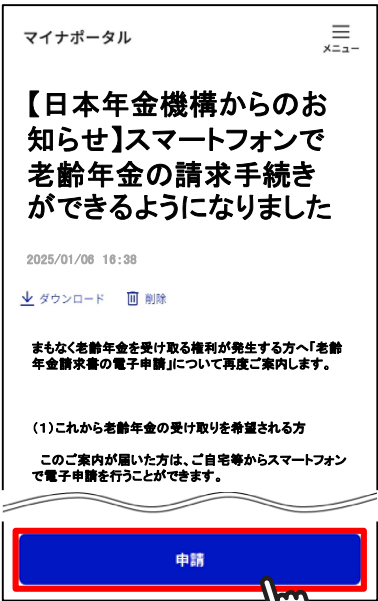 マイナポータル
メニュー
【日本年金機構からのお
知らせ】スマートフォンで
老齢年金の請求手続き
ができるようになりました
2025/01/06 16:38
ダウンロード 削除
まもなく老齢年金を受け取る権利が発生する方へ「老齢
年金請求書の電子申請」について再度ご案内します。
（１）これから老齢年金の受け取りを希望される方
このご案内が届いた方は、ご自宅等からスマートフォン
で電子申請を行うことができます。
申請